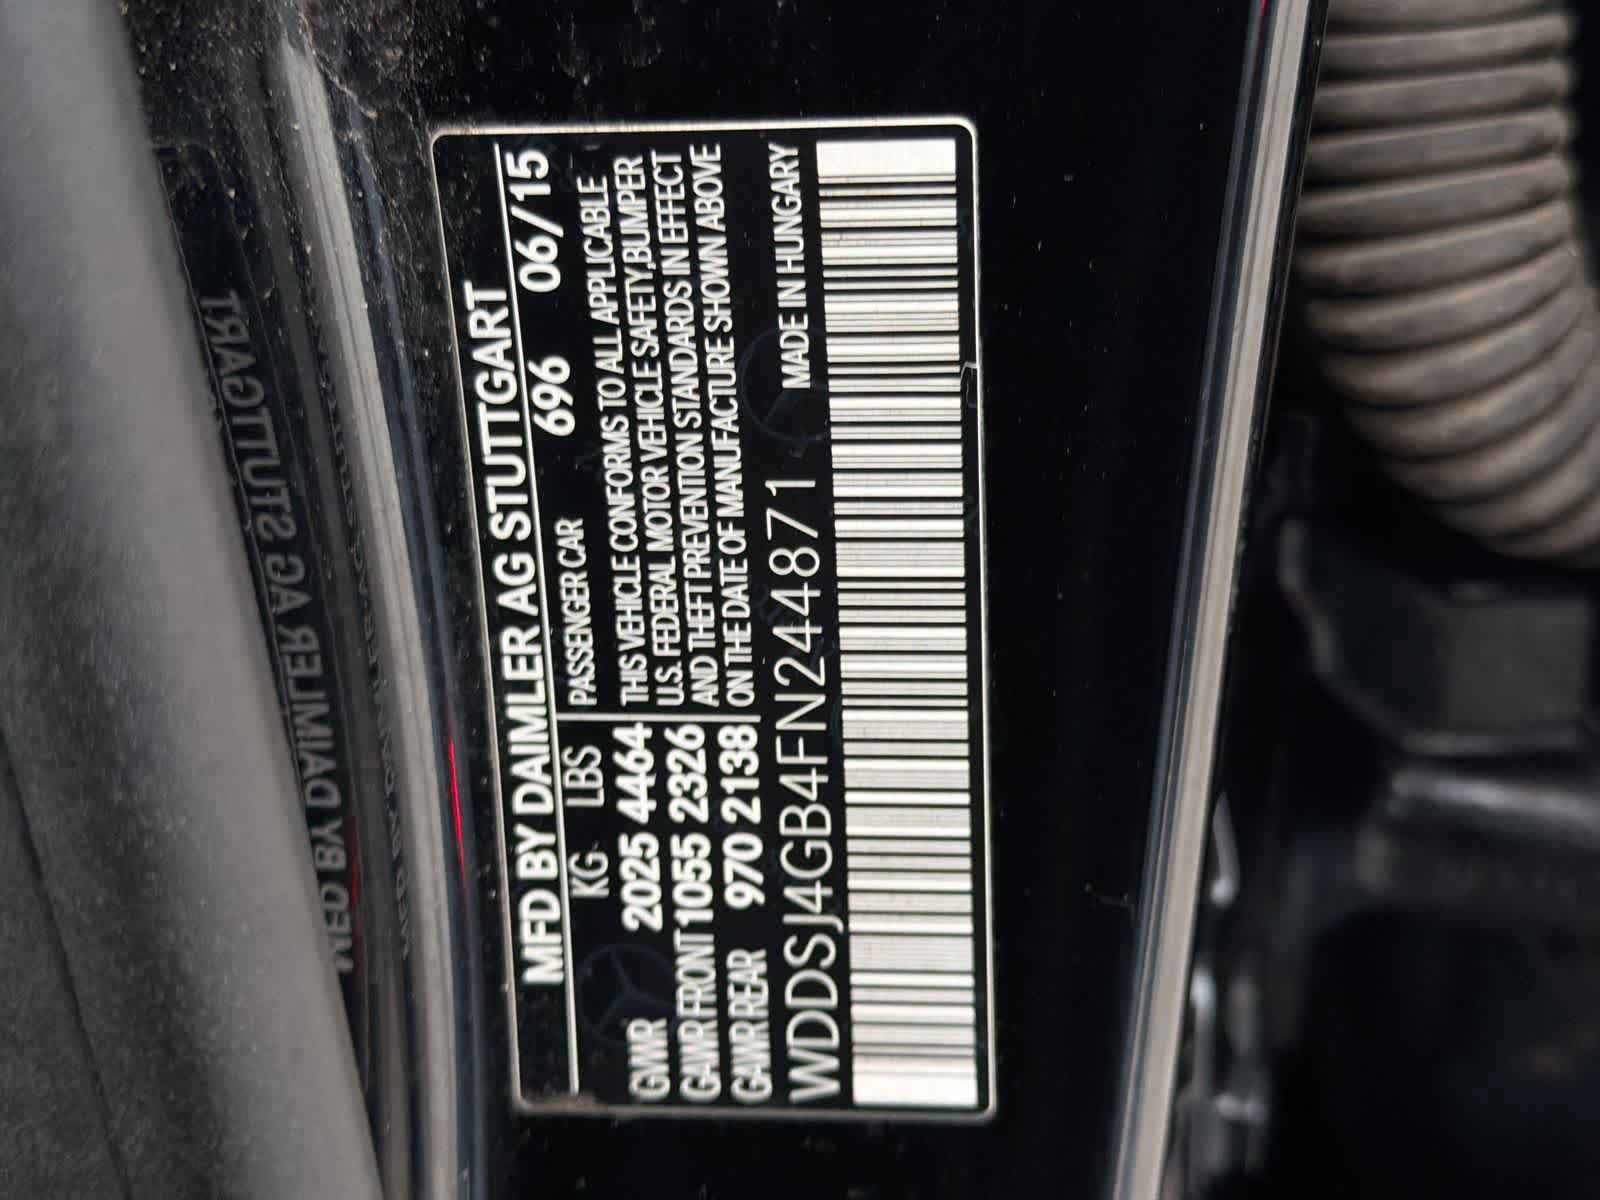 MFD BY DAIMLER AG STUTTGART
KG LBS PASSENGER CAR 696 06/15
GVWR 2025 4464
GAWR FRONT 1055 2326
GAWR REAR 970 2138
THIS VEHICLE CONFORMS TO ALL APPLICABLE
U.S. FEDERAL MOTOR VEHICLE SAFETY,BUMPER
AND THEFT PREVENTION STANDARDS IN EFFECT
ON THE DATE OF MANUFACTURE SHOWN ABOVE
WDDSJ4GB4FN244871 MADE IN HUNGARY